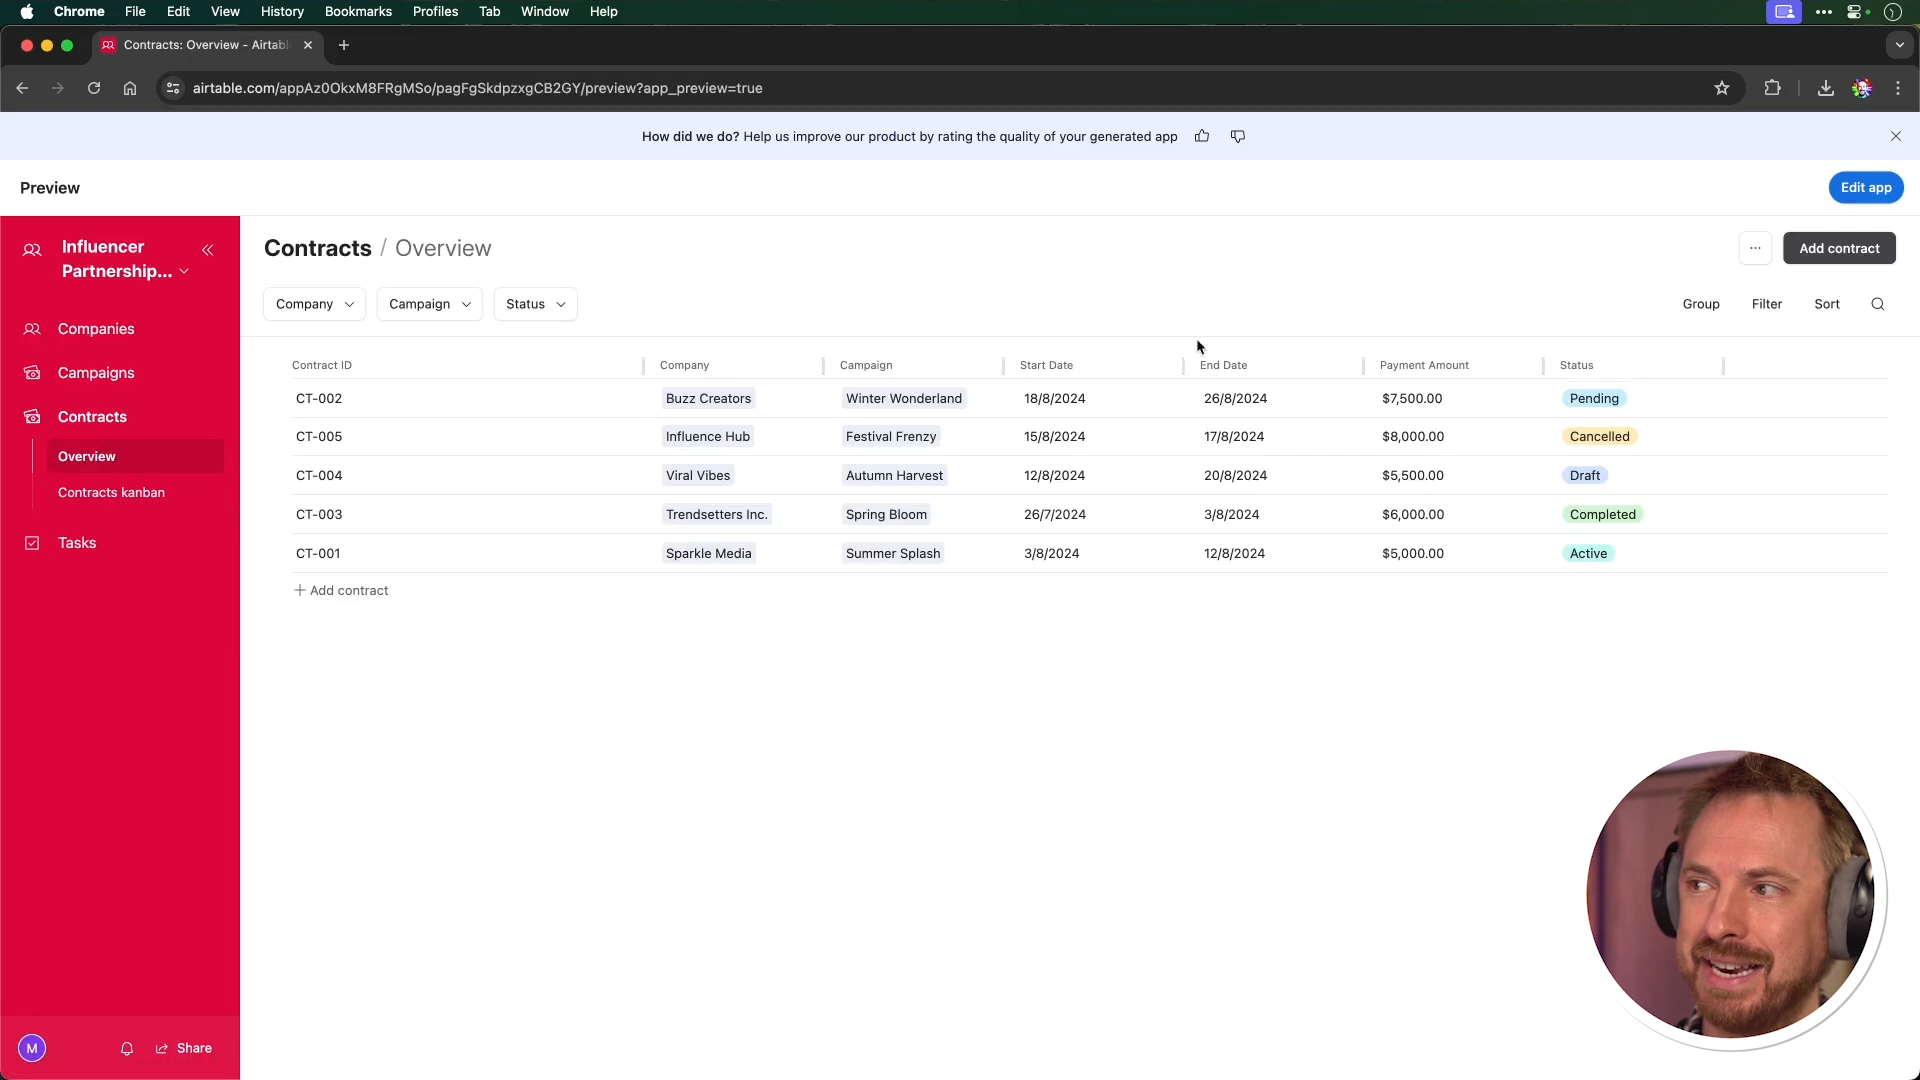 Chrome File Edit View History Bookmarks Profiles Tab Window Help
Contracts: Overview - Airtabl
airtable.com/appAz0OkxM8FRgMSo/pagFgSkdpzxgCB2GY/preview?app_preview=true
How did we do? Help us improve our product by rating the quality of your generated app
Preview
Edit app
Influencer
Partnership...
Companies
Campaigns
Contracts
Overview
Contracts kanban
Tasks
M
Share
Contracts / Overview
Add contract
Company Campaign Status Group Filter Sort
Contract ID Company Campaign Start Date End Date Payment Amount Status
CT-002 Buzz Creators Winter Wonderland 18/8/2024 26/8/2024 $7,500.00 Pending
CT-005 Influence Hub Festival Frenzy 15/8/2024 17/8/2024 $8,000.00 Cancelled
CT-004 Viral Vibes Autumn Harvest 12/8/2024 20/8/2024 $5,500.00 Draft
CT-003 Trendsetters Inc. Spring Bloom 26/7/2024 3/8/2024 $6,000.00 Completed
CT-001 Sparkle Media Summer Splash 3/8/2024 12/8/2024 $5,000.00 Active
+ Add contract